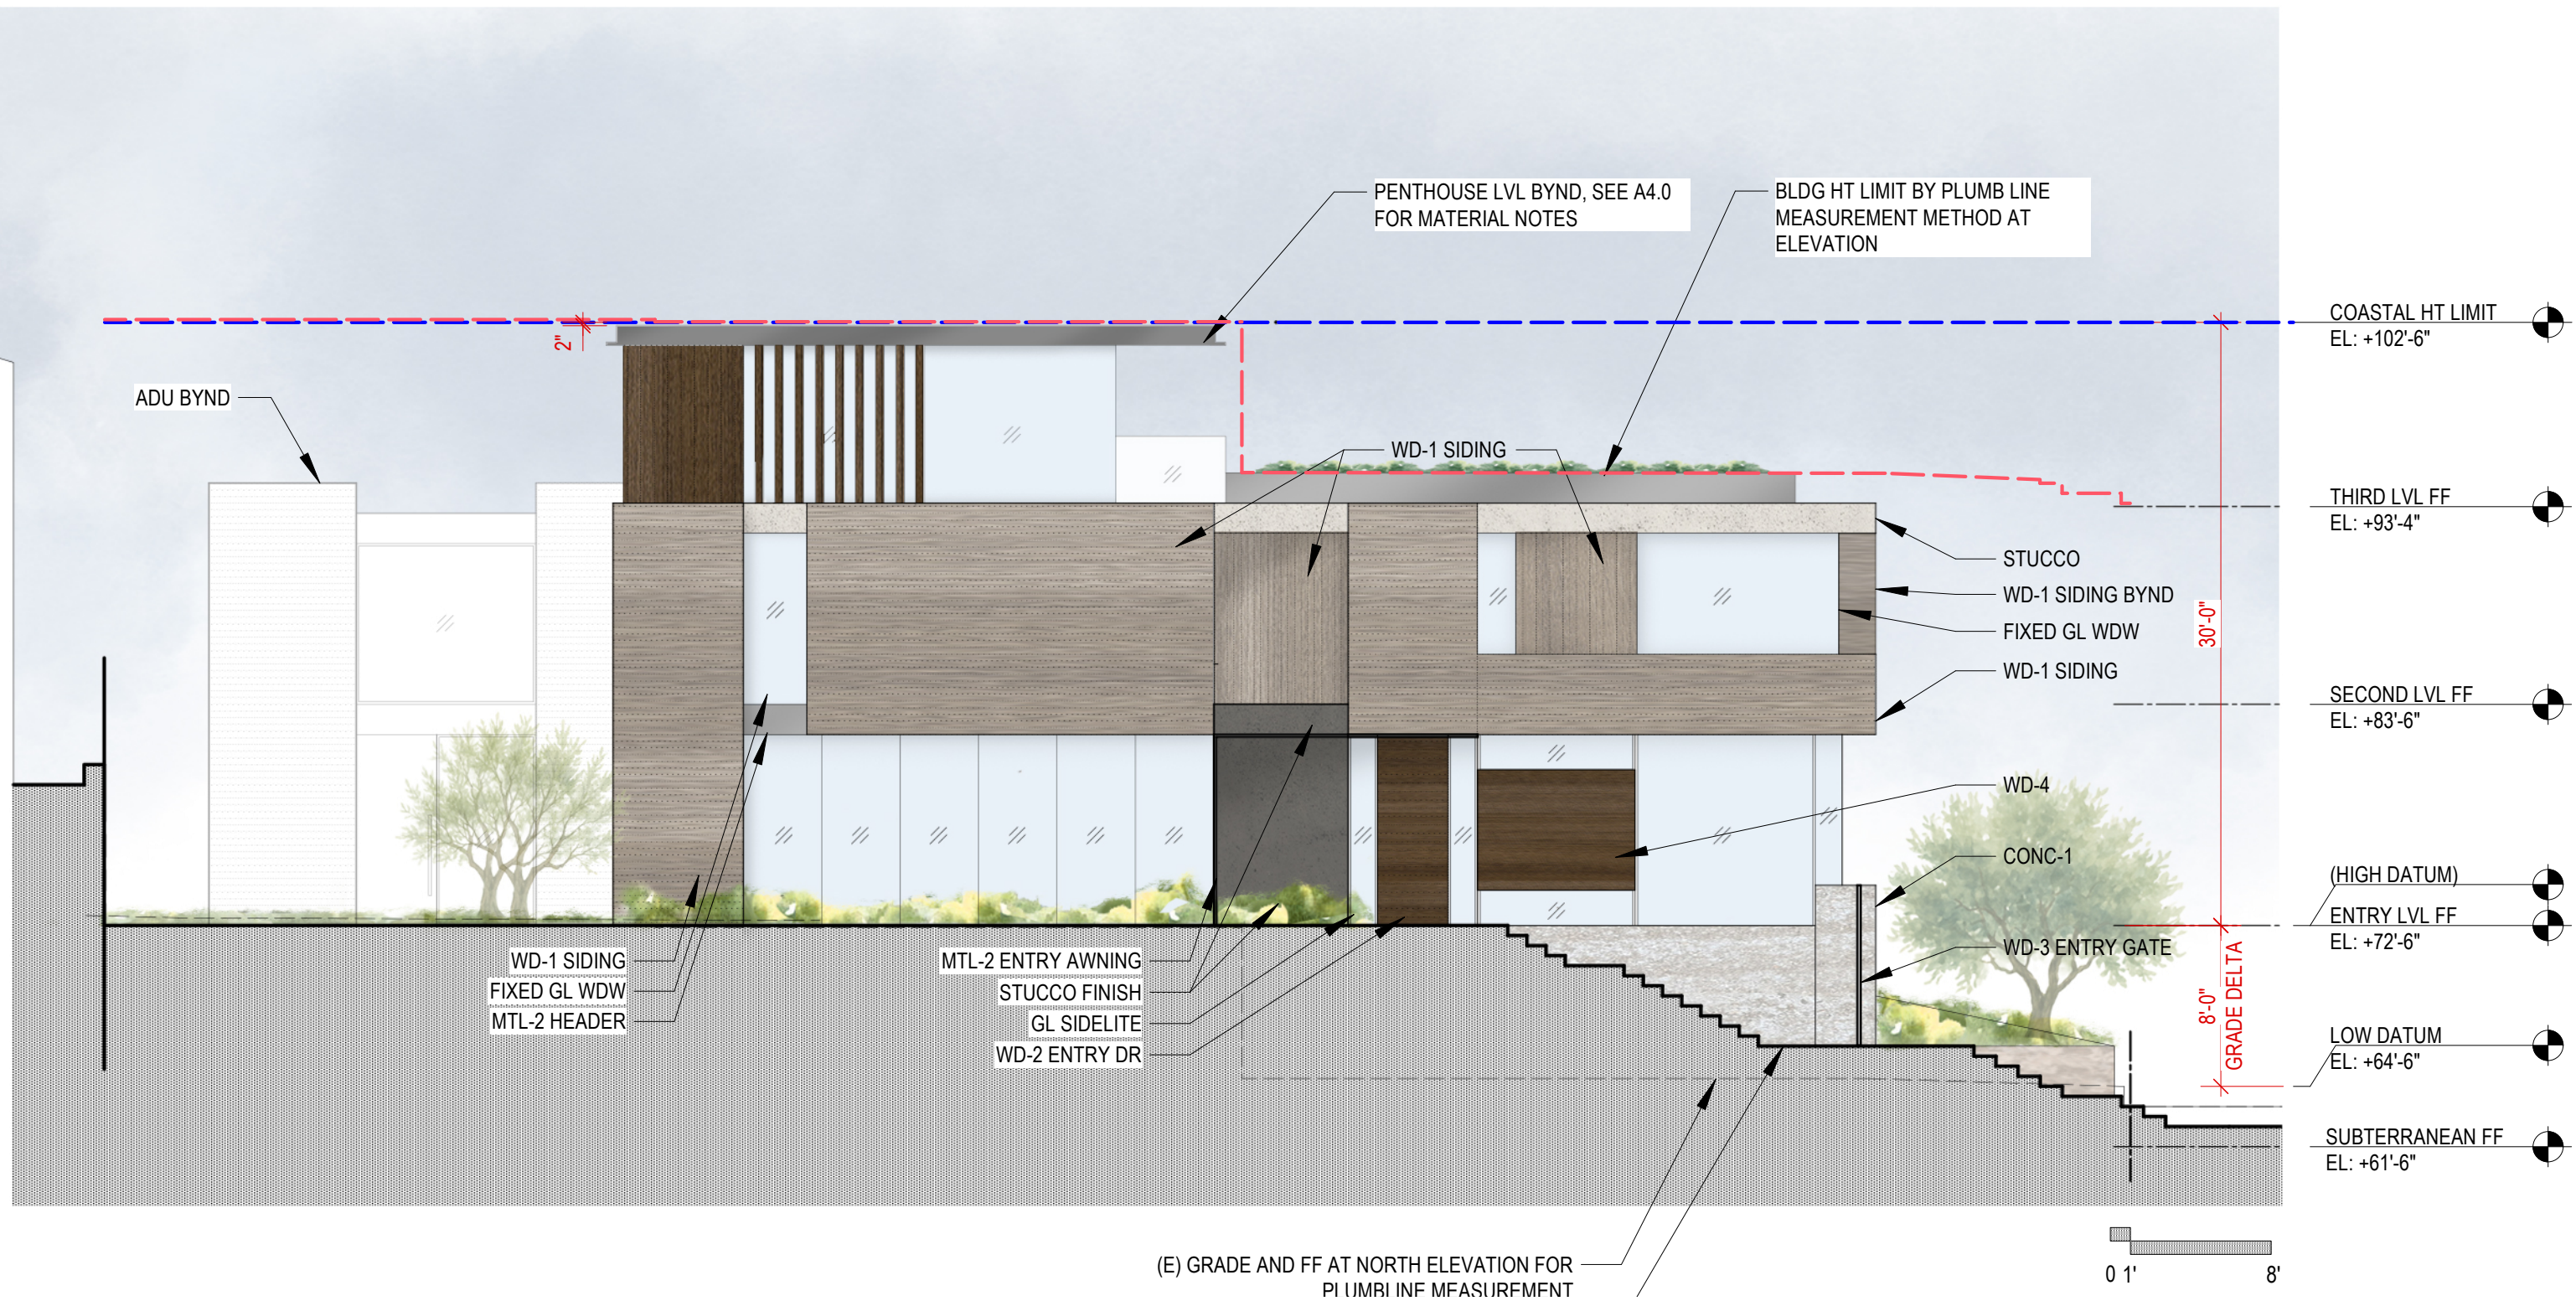 PENTHOUSE LVL BYND, SEE A4.0
FOR MATERIAL NOTES
BLDG HT LIMIT BY PLUMB LINE
MEASUREMENT METHOD AT
ELEVATION
COASTAL HT LIMIT
EL: +102'-6"
2"
ADU BYND
WD-1 SIDING
THIRD LVL FF
EL: +93'-4"
STUCCO
WD-1 SIDING BYND
FIXED GL WDW
WD-1 SIDING
30'-0"
SECOND LVL FF
EL: +83'-6"
WD-4
CONC-1
(HIGH DATUM)
ENTRY LVL FF
EL: +72'-6"
WD-3 ENTRY GATE
WD-1 SIDING
FIXED GL WDW
MTL-2 HEADER
MTL-2 ENTRY AWNING
STUCCO FINISH
GL SIDELITE
WD-2 ENTRY DR
8'-0"
GRADE DELTA
LOW DATUM
EL: +64'-6"
SUBTERRANEAN FF
EL: +61'-6"
(E) GRADE AND FF AT NORTH ELEVATION FOR
PLUMBLINE MEASUREMENT
0 1' 8'